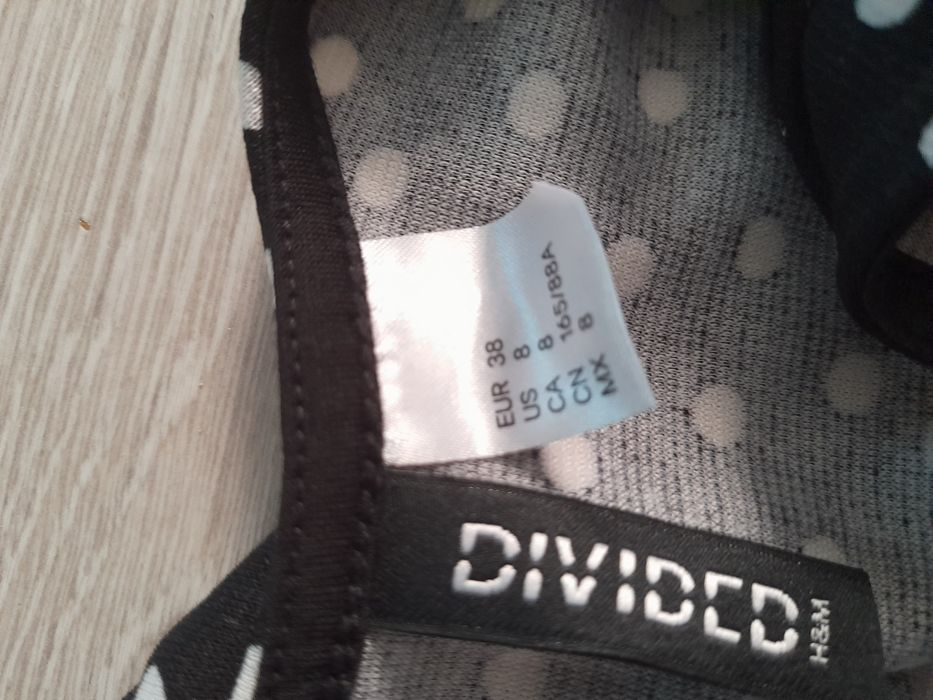 EUR 38
US 8
CA 8
CN 165/88A
MX 8
DIVIDED
H&M